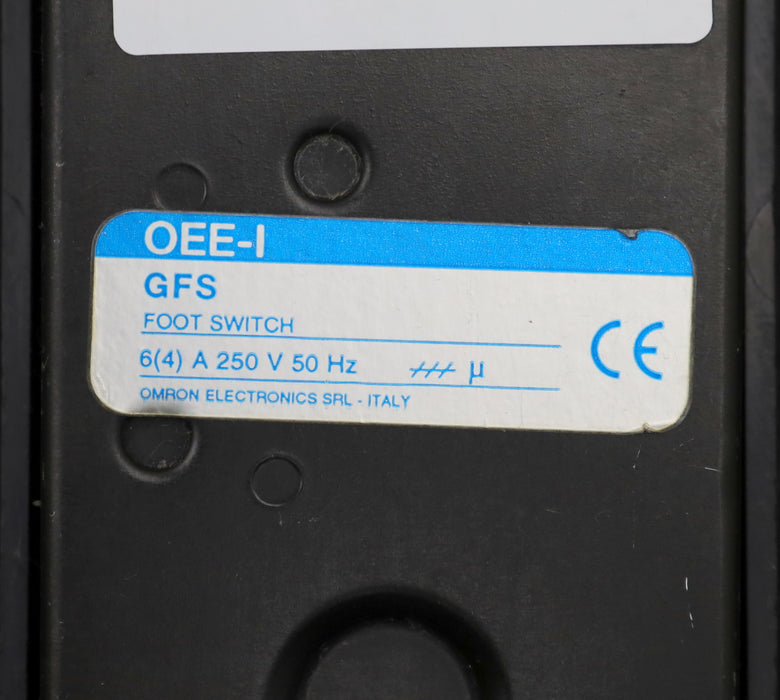 OEE-I
GFS
FOOT SWITCH
6(4) A 250 V 50 Hz µ
OMRON ELECTRONICS SRL - ITALY
CE